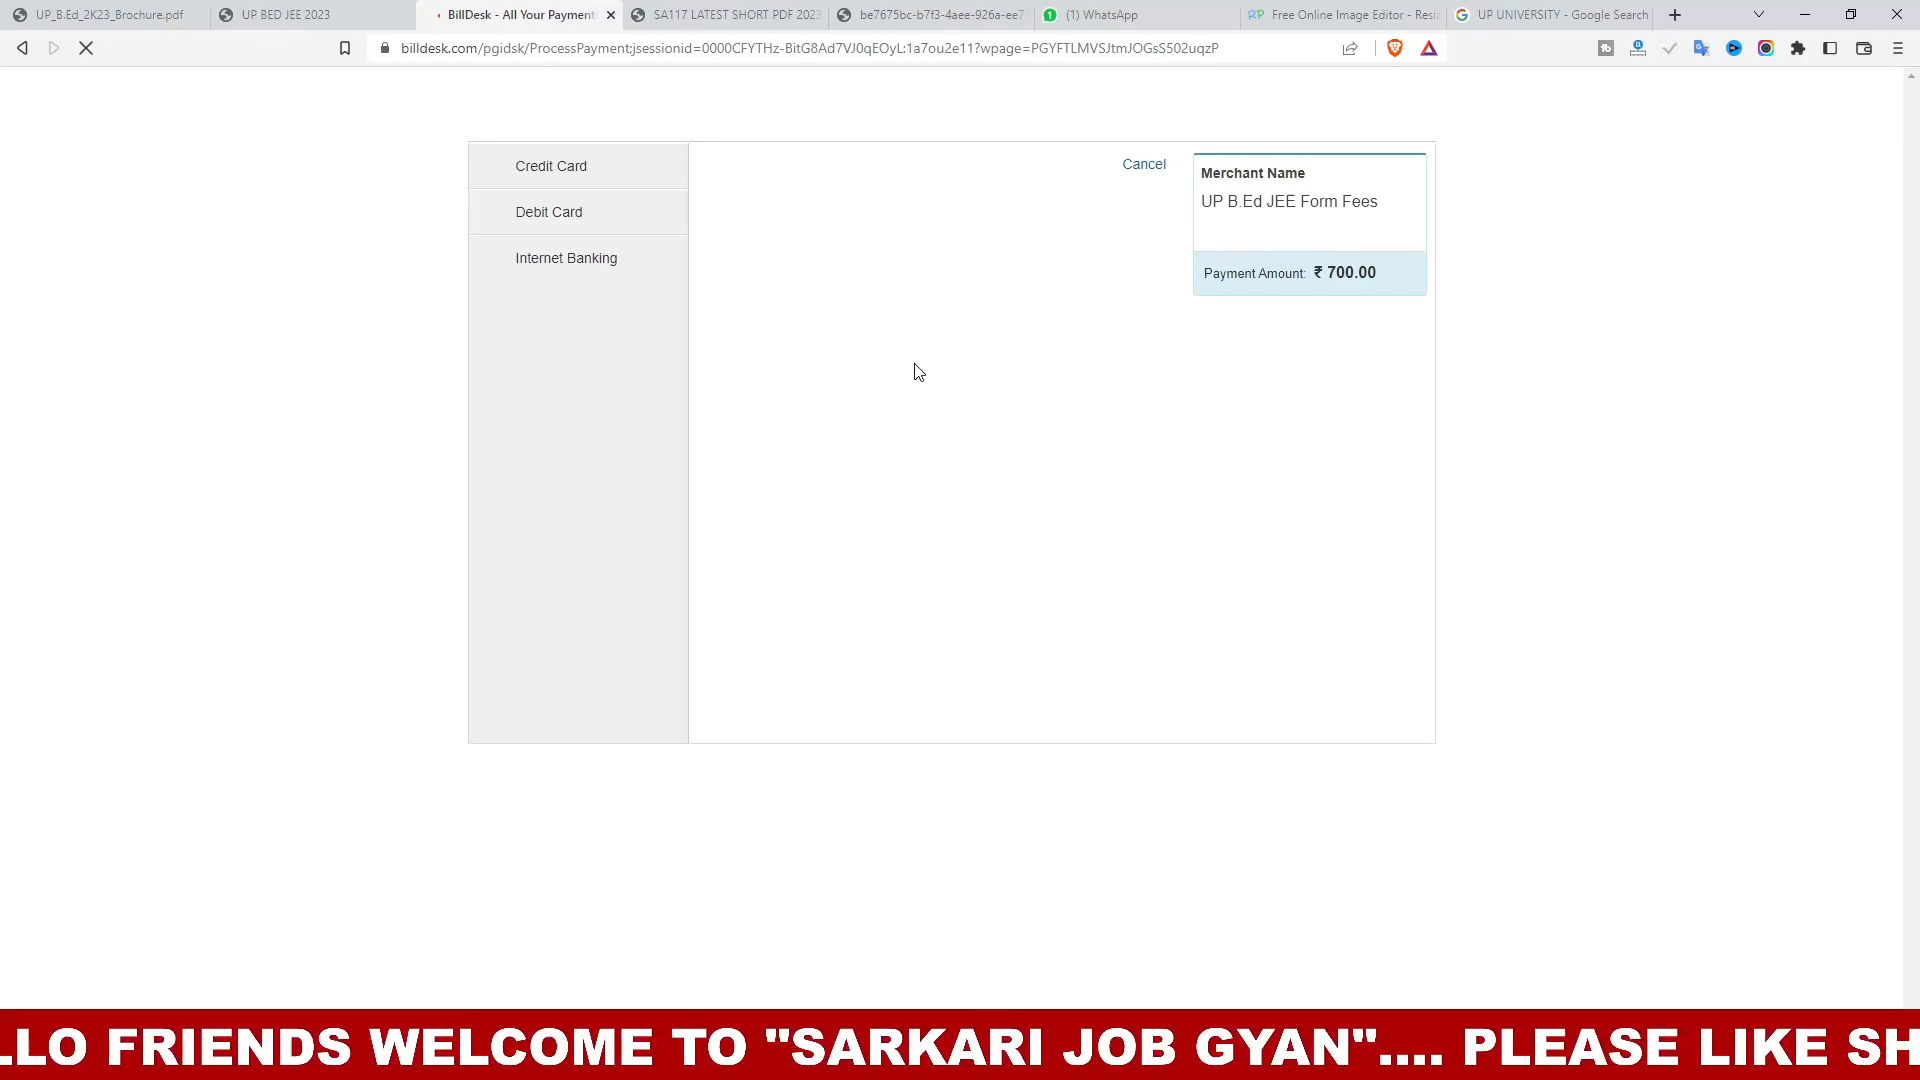 UP_B.Ed_2K23_Brochure.pdf
UP BED JEE 2023
BillDesk - All Your Payment
SA117 LATEST SHORT PDF 2023
be7675bc-b7f3-4aee-926a-ee7
(1) WhatsApp
Free Online Image Editor - Resiz
UP UNIVERSITY - Google Search
billdesk.com/pgidsk/ProcessPayment;jsessionid=0000CFYTHz-BitG8Ad7VJ0qEOyL:1a7ou2e11?wpage=PGYFTLMVSJtmJOGsS502uqzP
Credit Card
Debit Card
Internet Banking
Cancel
Merchant Name
UP B.Ed JEE Form Fees
Payment Amount: ₹ 700.00
LLO FRIENDS WELCOME TO "SARKARI JOB GYAN".... PLEASE LIKE SH